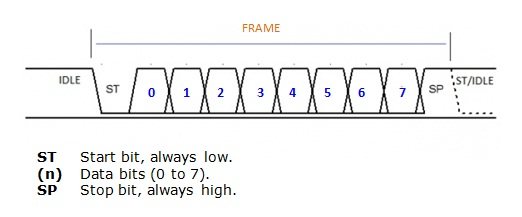 FRAME
IDLE ST 0 1 2 3 4 5 6 7 SP ST/IDLE
ST Start bit, always low.
(n) Data bits (0 to 7).
SP Stop bit, always high.